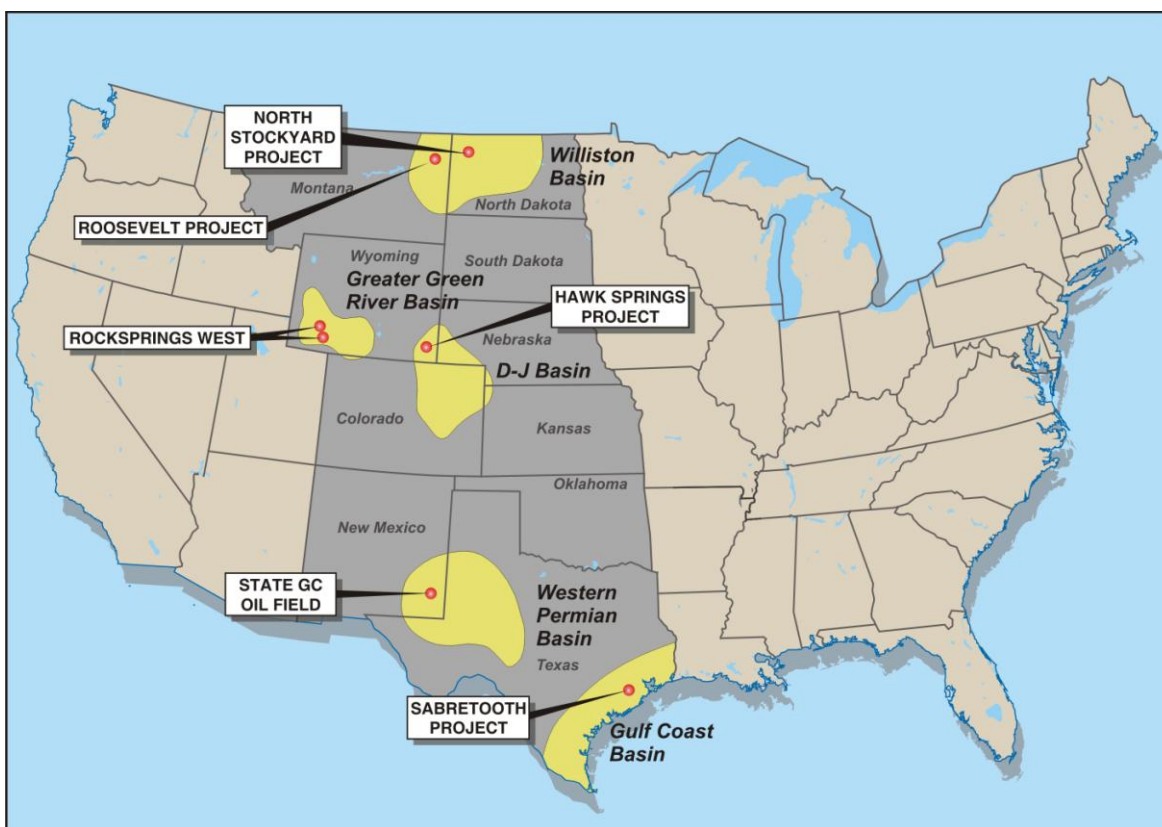 NORTH
STOCKYARD
PROJECT
Williston
Basin
Montana
North Dakota
ROOSEVELT PROJECT
Wyoming
South Dakota
Greater Green
River Basin
HAWK SPRINGS
PROJECT
ROCKSPRINGS WEST
Nebraska
D-J Basin
Colorado
Kansas
Oklahoma
New Mexico
STATE GC
OIL FIELD
Western
Permian
Basin
Texas
SABRETOOTH
PROJECT
Gulf Coast
Basin